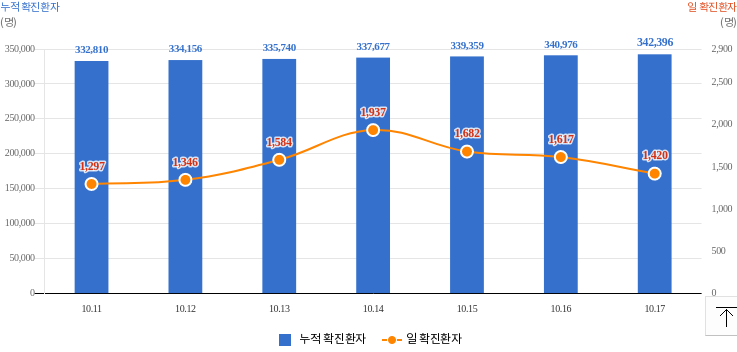 누적 확진환자 일 확진환자
(명) (명)
332,810 334,156 335,740 337,677 339,359 340,976 342,396
350,000 2,900
300,000 2,500
250,000 2,000
200,000 1,500
150,000 1,000
100,000 500
50,000
0 0
1,297 1,346 1,584 1,937 1,682 1,617 1,420
10.11 10.12 10.13 10.14 10.15 10.16 10.17
누적 확진환자 일 확진환자